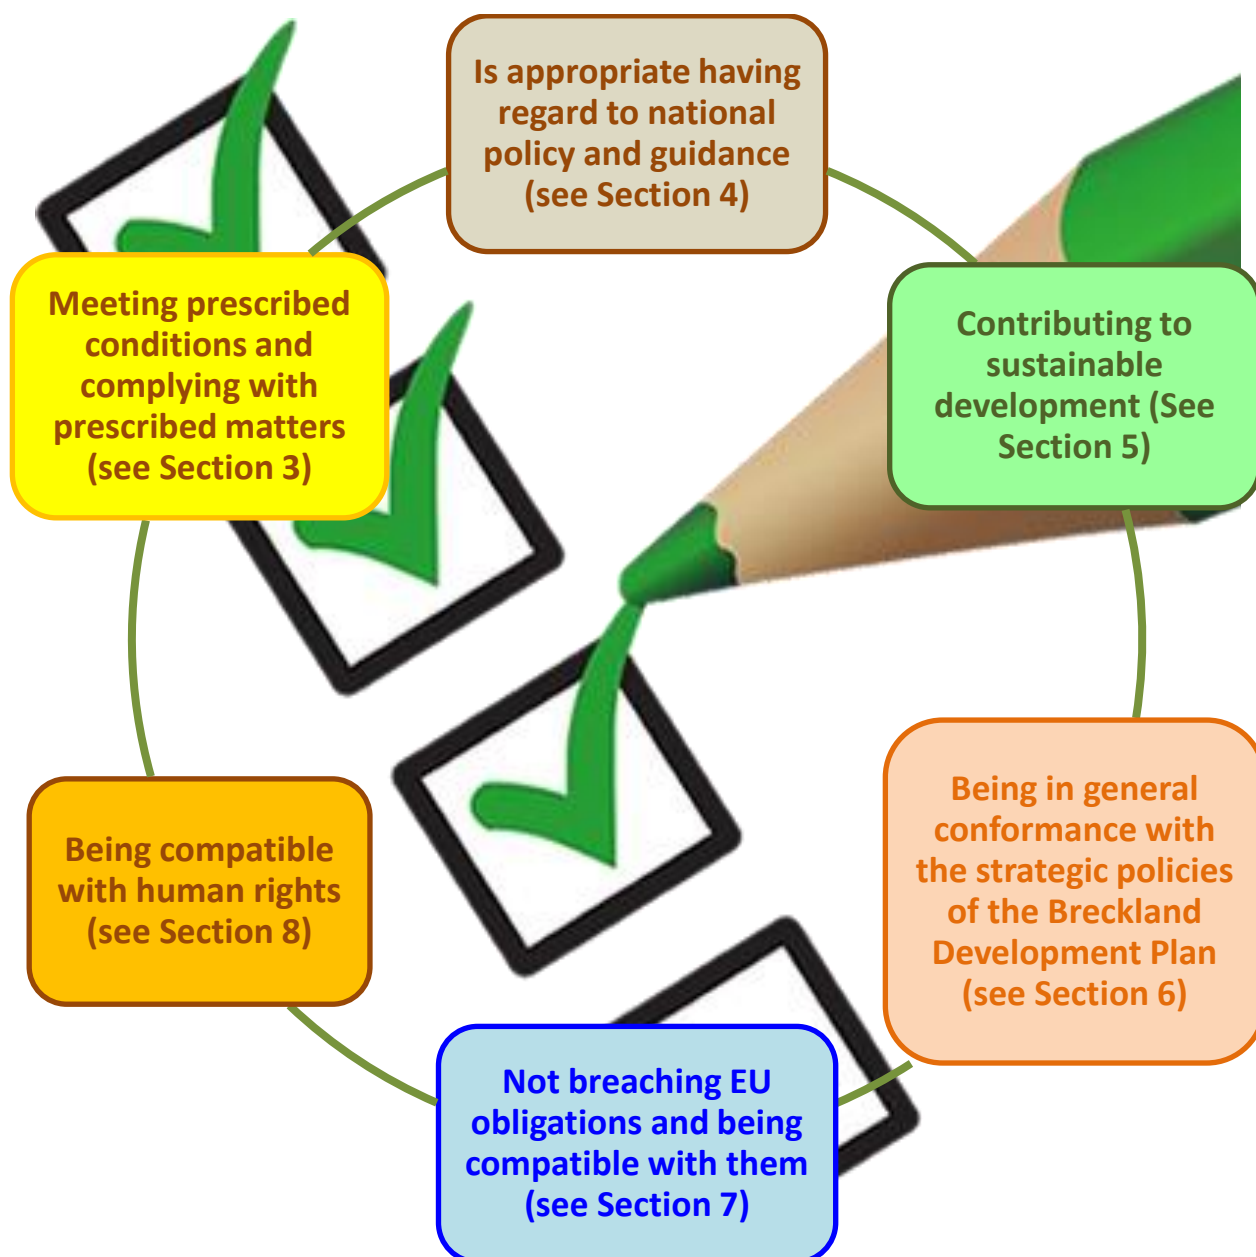 Is appropriate having
regard to national
policy and guidance
(see Section 4)
Meeting prescribed
conditions and
complying with
prescribed matters
(see Section 3)
Contributing to
sustainable
development (See
Section 5)
Being in general
conformance with
the strategic policies
of the Breckland
Development Plan
(see Section 6)
Being compatible
with human rights
(see Section 8)
Not breaching EU
obligations and being
compatible with them
(see Section 7)